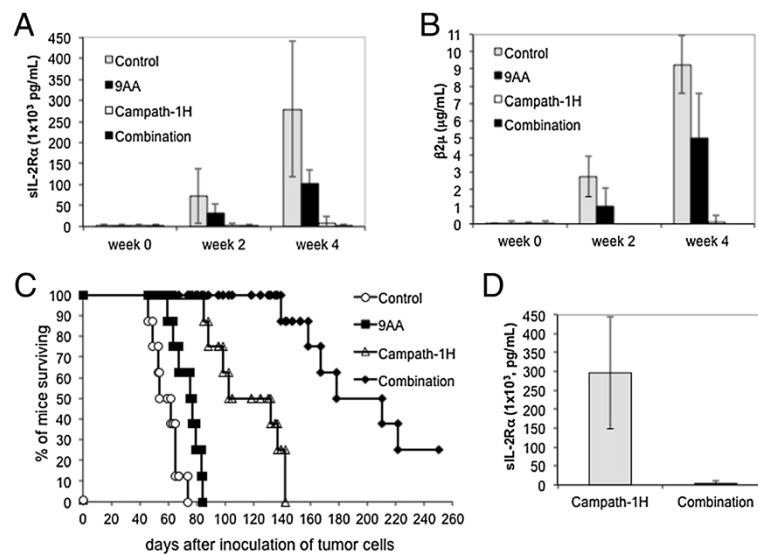 A
sIL-2Rα (1x10³ pg/mL)
450
400
350
300
250
200
150
100
50
0
Control
9AA
Campath-1H
Combination
week 0
week 2
week 4
B
β2μ (μg/mL)
11
10
9
8
7
6
5
4
3
2
1
0
Control
9AA
Campath-1H
Combination
week 0
week 2
week 4
C
% of mice surviving
100
90
80
70
60
50
40
30
20
10
0
Control
9AA
Campath-1H
Combination
0 20 40 60 80 100 120 140 160 180 200 220 240 260
days after inoculation of tumor cells
D
sIL-2Rα (1x10³, pg/mL)
450
400
350
300
250
200
150
100
50
0
Campath-1H
Combination